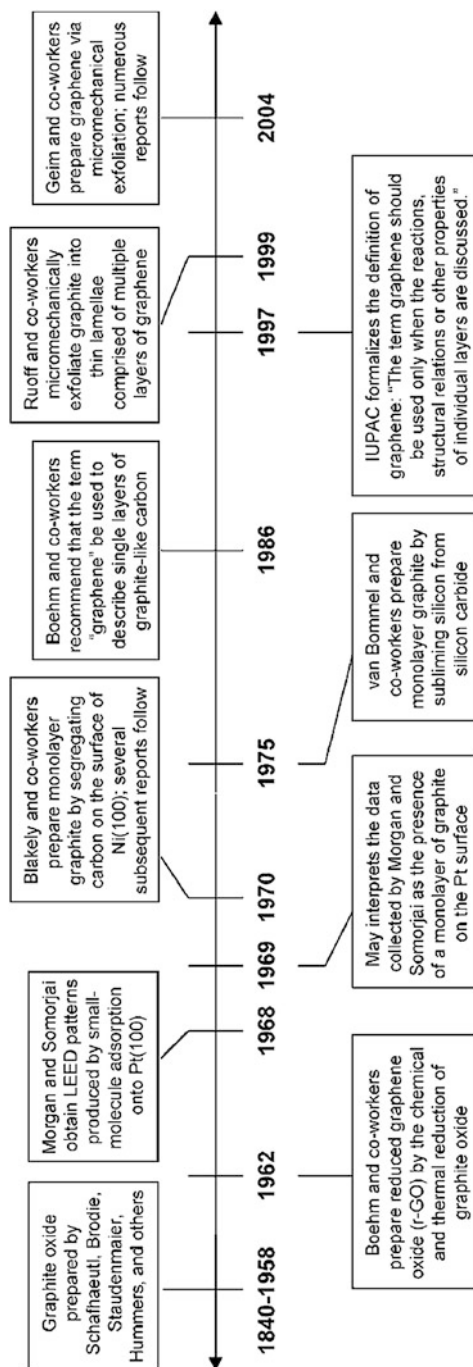 Graphite oxide
prepared by
Schafhaeutl, Brodie,
Staudenmaier,
Hummers, and others
Morgan and Somorjai
obtain LEED patterns
produced by small-
molecule adsorption
onto Pt(100)
Blakely and co-workers
prepare monolayer
graphite by segregating
carbon on the surface of
Ni(100); several
subsequent reports follow
Boehm and co-workers
recommend that the term
“graphene” be used to
describe single layers of
graphite-like carbon
Ruoff and co-workers
micromechanically
exfoliate graphite into
thin lamellae
comprised of multiple
layers of graphene
Geim and co-workers
prepare graphene via
micromechanical
exfoliation; numerous
reports follow
1840-1958
1962
1968
1969
1970
1975
1986
1997
1999
2004
Boehm and co-workers
prepare reduced graphene
oxide (r-GO) by the chemical
and thermal reduction of
graphite oxide
May interprets the data
collected by Morgan and
Somorjai as the presence
of a monolayer of graphite
on the Pt surface
van Bommel and
co-workers prepare
monolayer graphite by
subliming silicon from
silicon carbide
IUPAC formalizes the definition of
graphene: “The term graphene should
be used only when the reactions,
structural relations or other properties
of individual layers are discussed.”